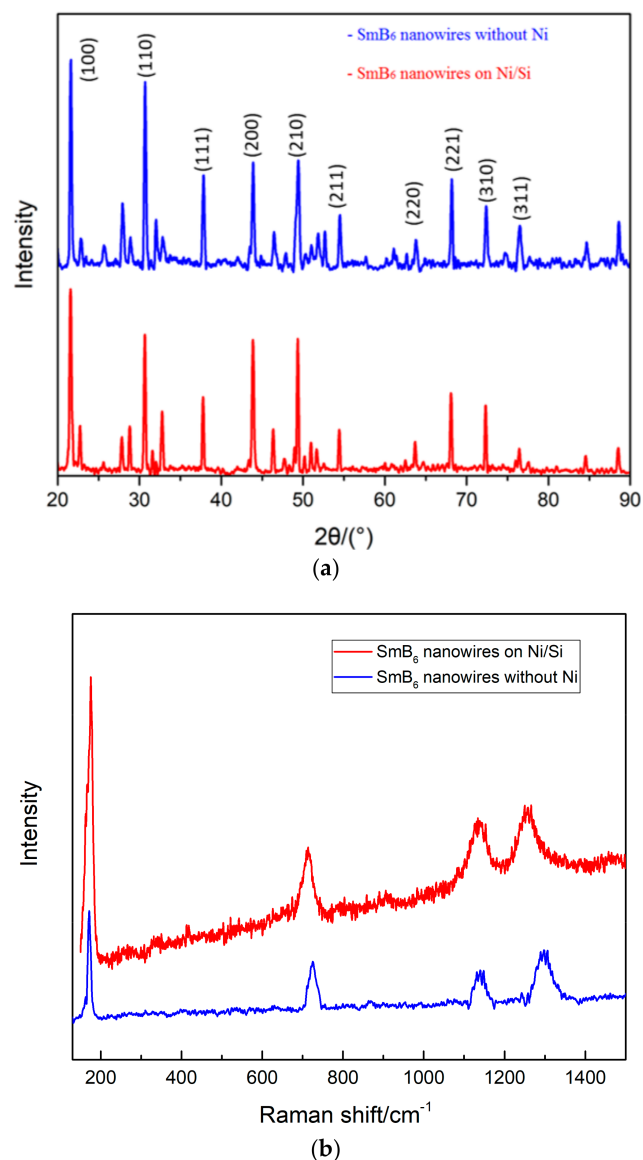 - SmB6 nanowires without Ni
- SmB6 nanowires on Ni/Si
(100)
(110)
(111)
(200)
(210)
(211)
(220)
(221)
(310)
(311)
Intensity
20 30 40 50 60 70 80 90
2θ/(°)
(a)
SmB6 nanowires on Ni/Si
SmB6 nanowires without Ni
Intensity
200 400 600 800 1000 1200 1400
Raman shift/cm-1
(b)